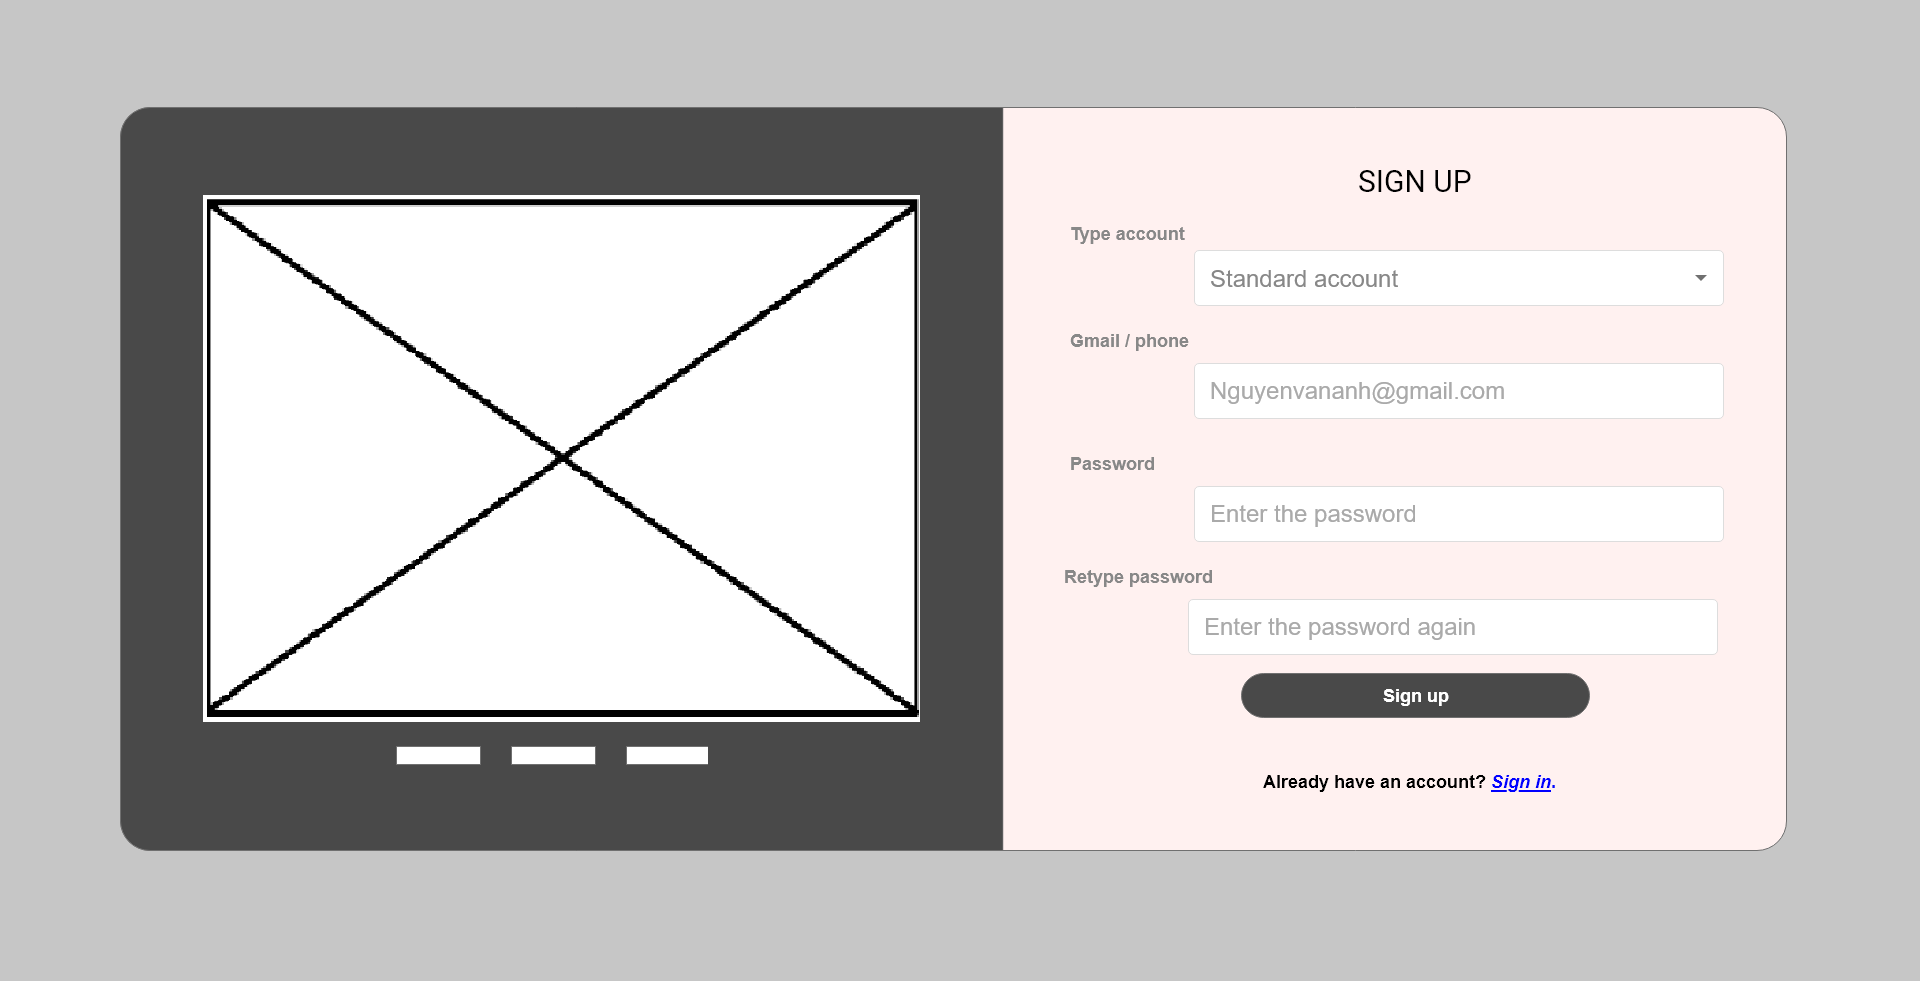 SIGN UP
Type account
Standard account
Gmail / phone
Nguyenvananh@gmail.com
Password
Enter the password
Retype password
Enter the password again
Sign up
Already have an account? Sign in.